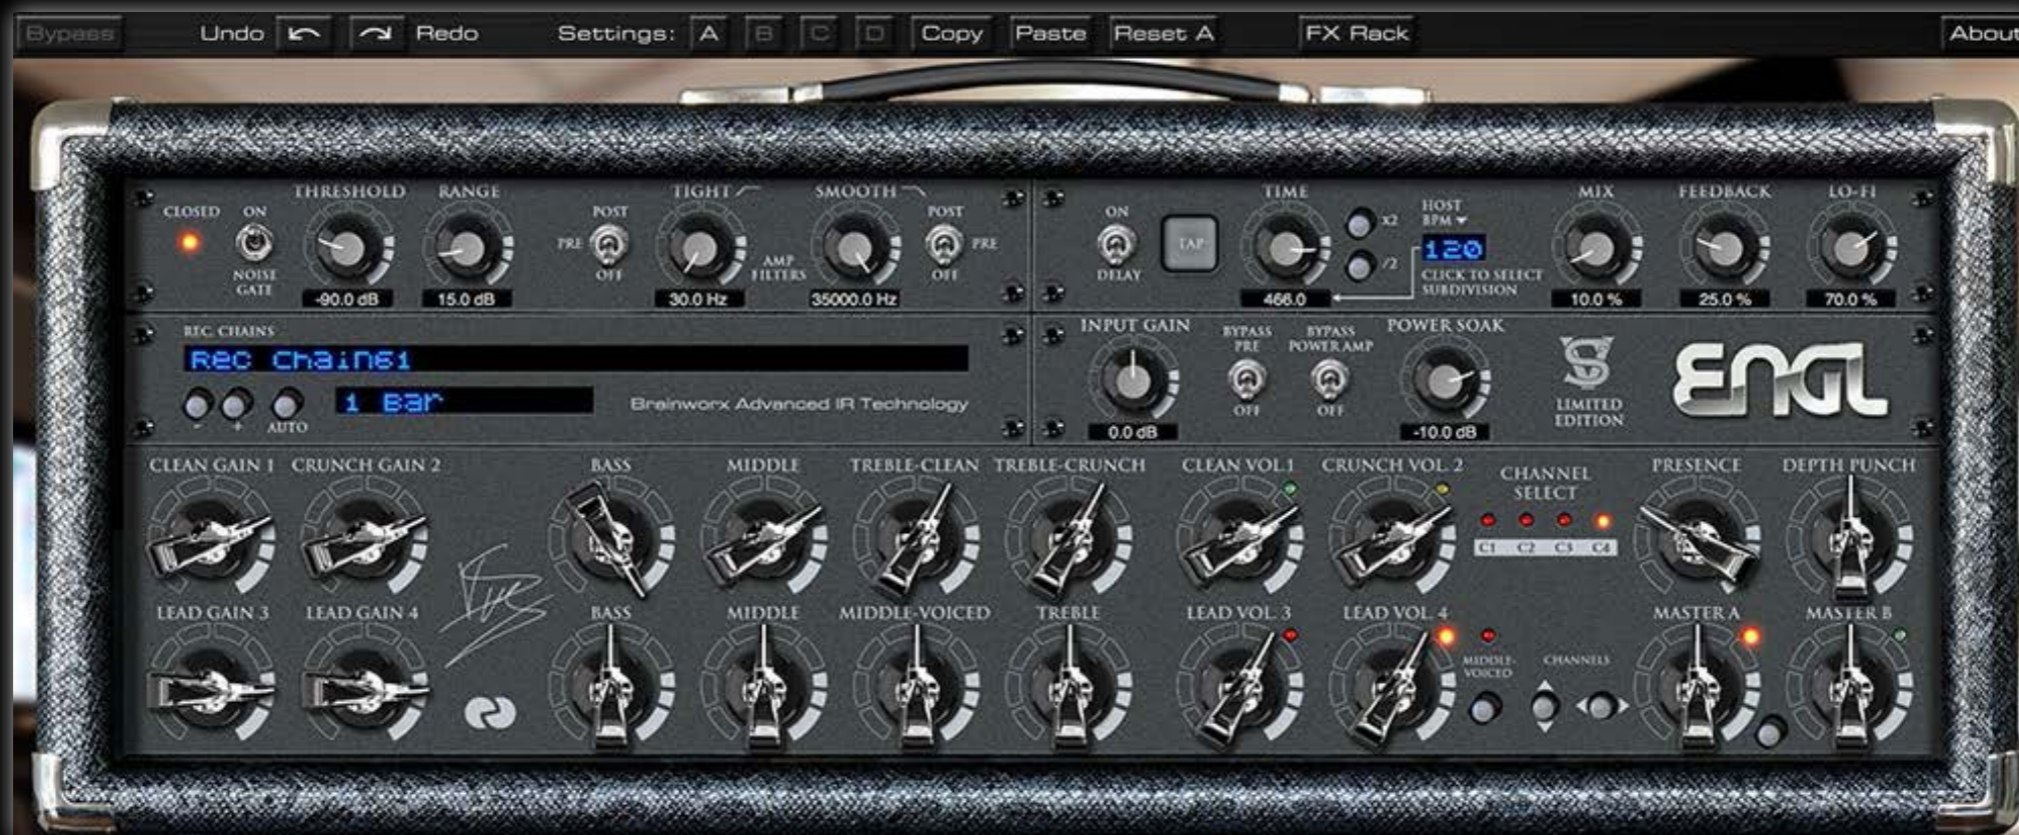 Bypass Undo Redo Settings: A B C D Copy Paste Reset A FX Rack About
THRESHOLD RANGE TIGHT SMOOTH TIME MIX FEEDBACK LO-FI
CLOSED ON POST POST ON HOST
BPM
PRE PRE TAP x2 120
AMP
FILTERS /2
NOISE
GATE OFF OFF DELAY CLICK TO SELECT
SUBDIVISION
-90.0 dB 15.0 dB 30.0 Hz 35000.0 Hz 466.0 10.0 % 25.0 % 70.0 %
REC. CHAINS INPUT GAIN BYPASS
PRE BYPASS
POWER AMP POWER SOAK
Rec Chain61 ENGL
1 Bar Brainworx Advanced IR Technology OFF OFF LIMITED
EDITION
- + AUTO 0.0 dB -10.0 dB
CLEAN GAIN 1 CRUNCH GAIN 2 BASS MIDDLE TREBLE-CLEAN TREBLE-CRUNCH CLEAN VOL.1 CRUNCH VOL. 2 CHANNEL
SELECT PRESENCE DEPTH PUNCH
C1 C2 C3 C4
LEAD GAIN 3 LEAD GAIN 4 BASS MIDDLE MIDDLE-VOICED TREBLE LEAD VOL. 3 LEAD VOL. 4 MASTER A MASTER B
MIDDLE-
VOICED CHANNELS